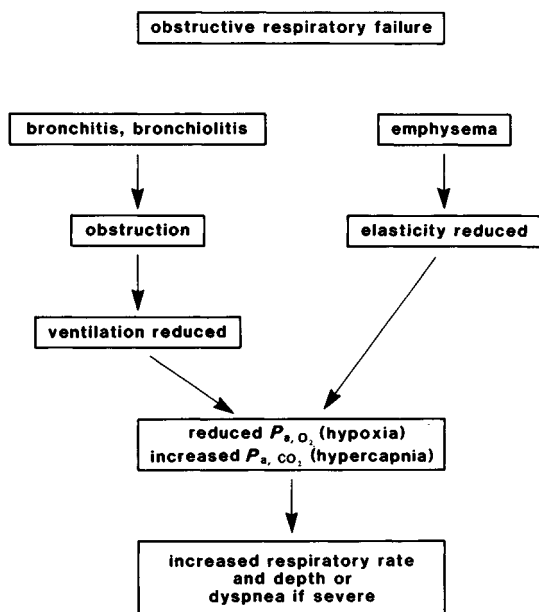 obstructive respiratory failure
bronchitis, bronchiolitis
emphysema
obstruction
elasticity reduced
ventilation reduced
reduced Pa, O2 (hypoxia)
increased Pa, CO2 (hypercapnia)
increased respiratory rate
and depth or
dyspnea if severe